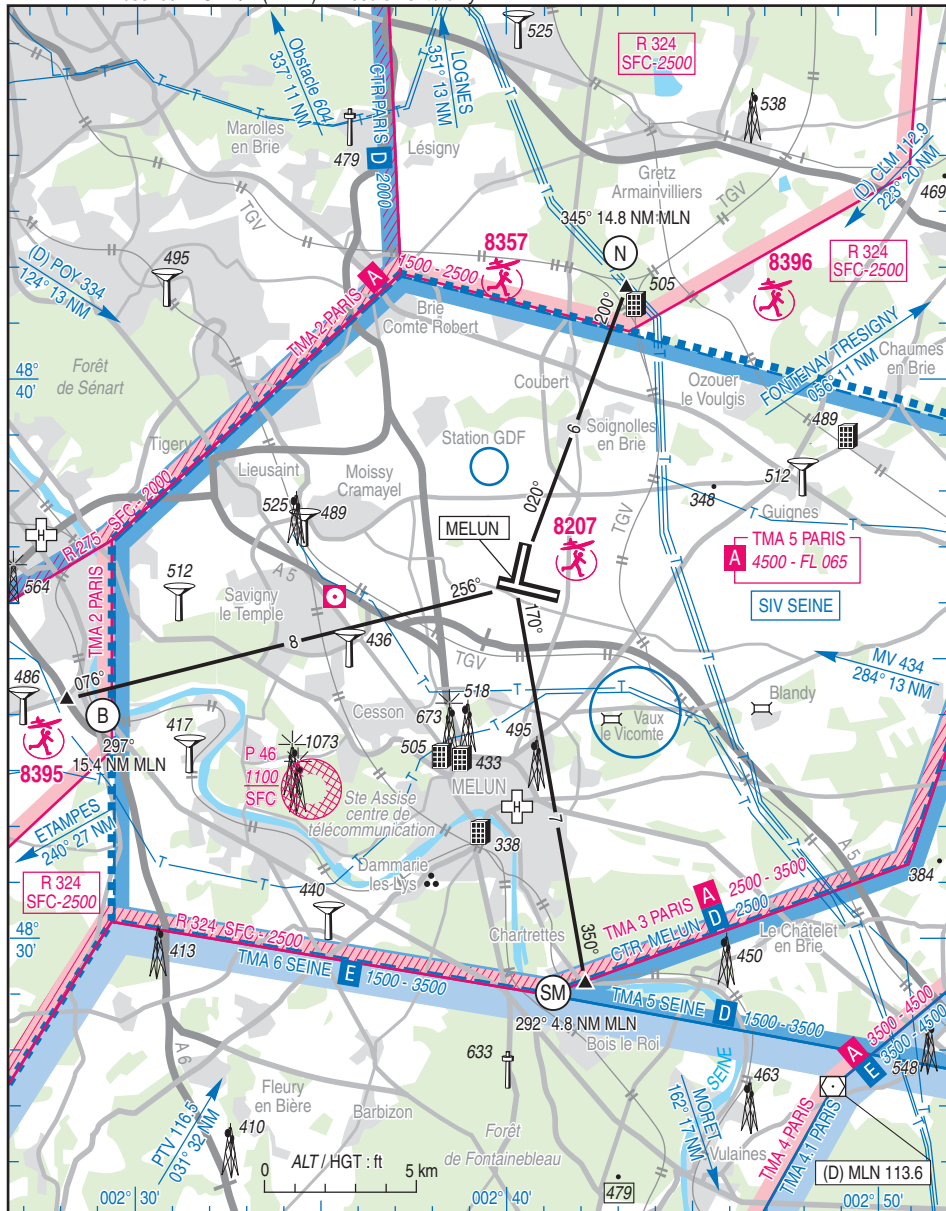 525
R 324
SFC-2500
Obstacle 604
337° 11 NM
LOGNES
351° 13 NM
CTR PARIS D 2000
538
Marolles
en Brie
479
Lésigny
Gretz
Armainvilliers
(D) CLM 112.9
223° 20 NM
469
TGV
TGV
345° 14.8 NM MLN
N
8357
8396
R 324
SFC-2500
(D) POY 334
124° 13 NM
495
TMA 2 PARIS A 1500 - 2500
505
200°
Brie
Comte Robert
FONTENAY TRESIGNY
036° 11 NM
Chaumes
en Brie
48°
40'
Forêt
de Sénart
Coubert
Ozouer
le Voulgis
489
Tigery
Station GDF
6
Soignolles
en Brie
Lieusaint
Moissy
Cramayel
512
525
489
348
Guignes
020°
TGV
R 275 SFC - 2000
H
MELUN
8207
TMA 5 PARIS
A
4500 - FL 065
564
512
A 5
Savigny
le Temple
256°
170°
SIV SEINE
TMA 2 PARIS
8
436
TGV
MV 434
284° 13 NM
486
076°
B
Cesson
518
673
Blandy
Vaux
le Vicomte
417
495
297°
15.4 NM MLN
8395
1073
P 46
1100
SFC
505
433
MELUN
Ste Assise
centre de
télécommunication
H
7
ETAMPES
240° 27 NM
338
A 5
Dammarie
les-Lys
384
R 324
SFC-2500
440
TMA 3 PARIS A 2500 - 3500
CTR MELUN D 2500
48°
30'
R 324 SFC - 2500
Chartrettes
350°
Le Châtelet
en Brie
413
TMA 6 SEINE E 1500 - 3500
450
SM
TMA 5 SEINE D 1500 - 3500
292° 4.8 NM MLN
Bois le Roi
A 3500 - 4500
E 3500 - 4500
A 6
633
SEINE
548
Fleury
en Bière
463
PTV 116.5
031° 32 NM
Barbizon
MORET
162° 17 NM
410
Forêt
de Fontainebleau
Vulaines
TMA 4 PARIS
TMA 4.1 PARIS
ALT / HGT : ft
0
5 km
(D) MLN 113.6
479
002° 30'
002° 40'
002° 50'